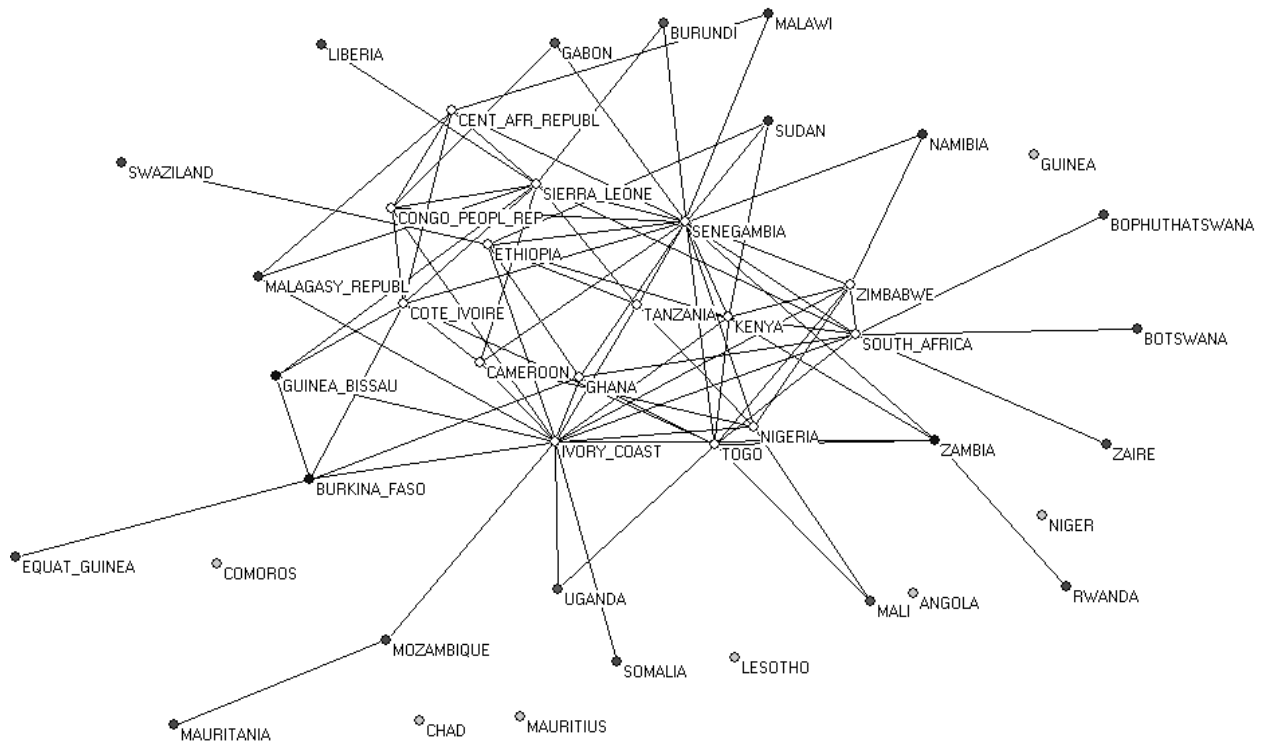 MALAWI
BURUNDI
LIBERIA
GABON
CENT_AFR_REPUBL
SUDAN
NAMIBIA
GUINEA
SWAZILAND
SIERRA_LEONE
CONGO_PEOPL_REP
BOPHUTHATSWANA
SENEGAMBIA
ETHIOPIA
MALAGASY_REPUBL
ZIMBABWE
COTE_IVOIRE
TANZANIA
KENYA
BOTSWANA
SOUTH_AFRICA
CAMEROON
GUINEA_BISSAU
GHANA
NIGERIA
IVORY_COAST
TOGO
ZAMBIA
ZAIRE
BURKINA_FASO
NIGER
EQUAT_GUINEA
COMOROS
RWANDA
UGANDA
ANGOLA
MALI
MOZAMBIQUE
LESOTHO
SOMALIA
MAURITIUS
CHAD
MAURITANIA